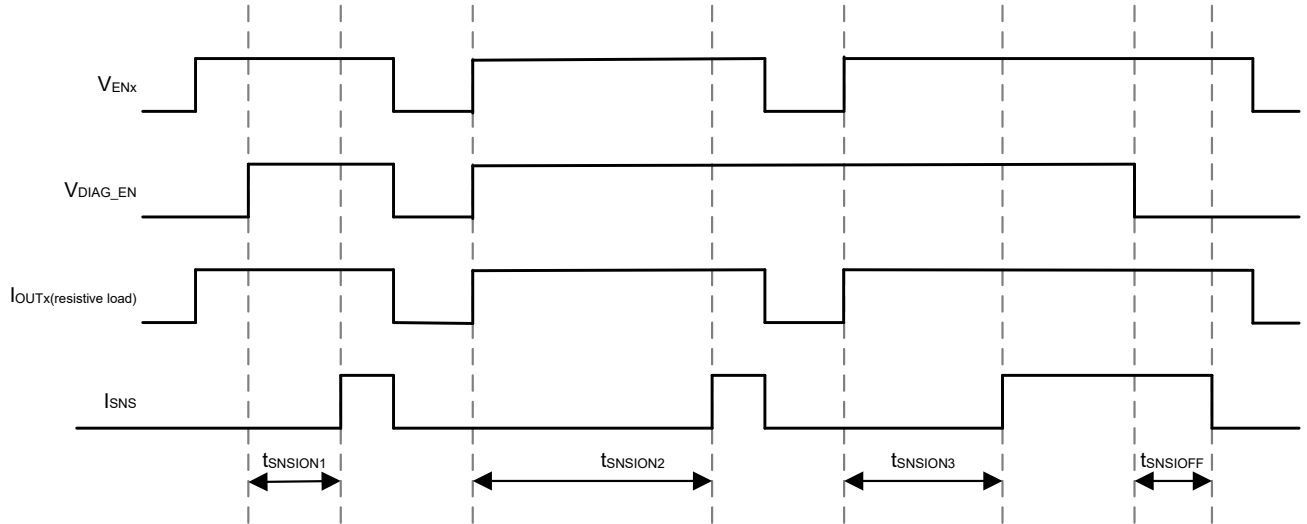 VENx
VDIAG_EN
IOUTx(resistive load)
ISNS
tSNSION1
tSNSION2
tSNSION3
tSNSIOFF